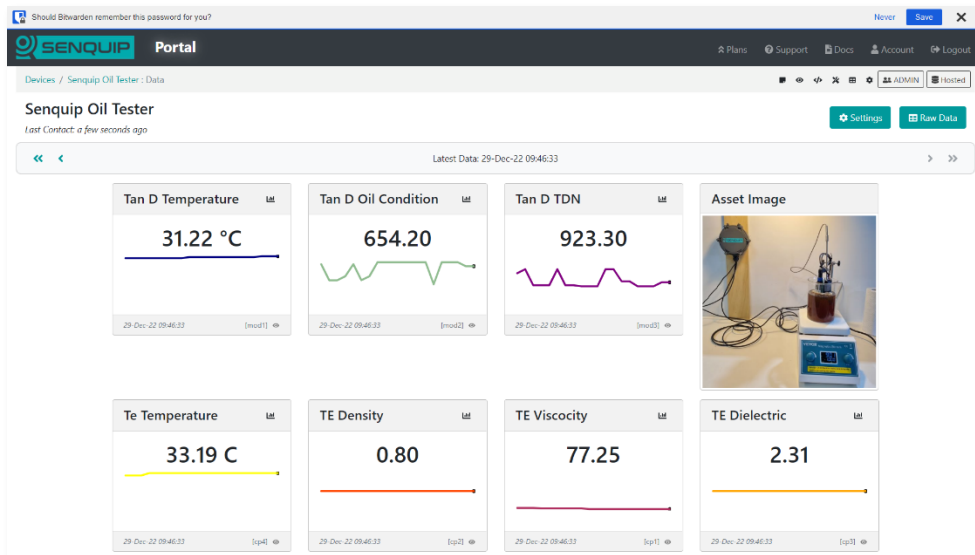 Should Bitwarden remember this password for you?
Never
Save
SENQUIP
Portal
Plans
Support
Docs
Account
Logout
Devices / Senquip Oil Tester : Data
ADMIN
Hosted
Senquip Oil Tester
Last Contact: a few seconds ago
Settings
Raw Data
Latest Data: 29-Dec-22 09:46:33
Tan D Temperature
31.22 °C
29-Dec-22 09:46:33
[mod1]
Tan D Oil Condition
654.20
29-Dec-22 09:46:33
[mod2]
Tan D TDN
923.30
29-Dec-22 09:46:33
[mod3]
Asset Image
Te Temperature
33.19 C
29-Dec-22 09:46:33
[cp4]
TE Density
0.80
29-Dec-22 09:46:33
[cp2]
TE Viscocity
77.25
29-Dec-22 09:46:33
[cp1]
TE Dielectric
2.31
29-Dec-22 09:46:33
[cp3]